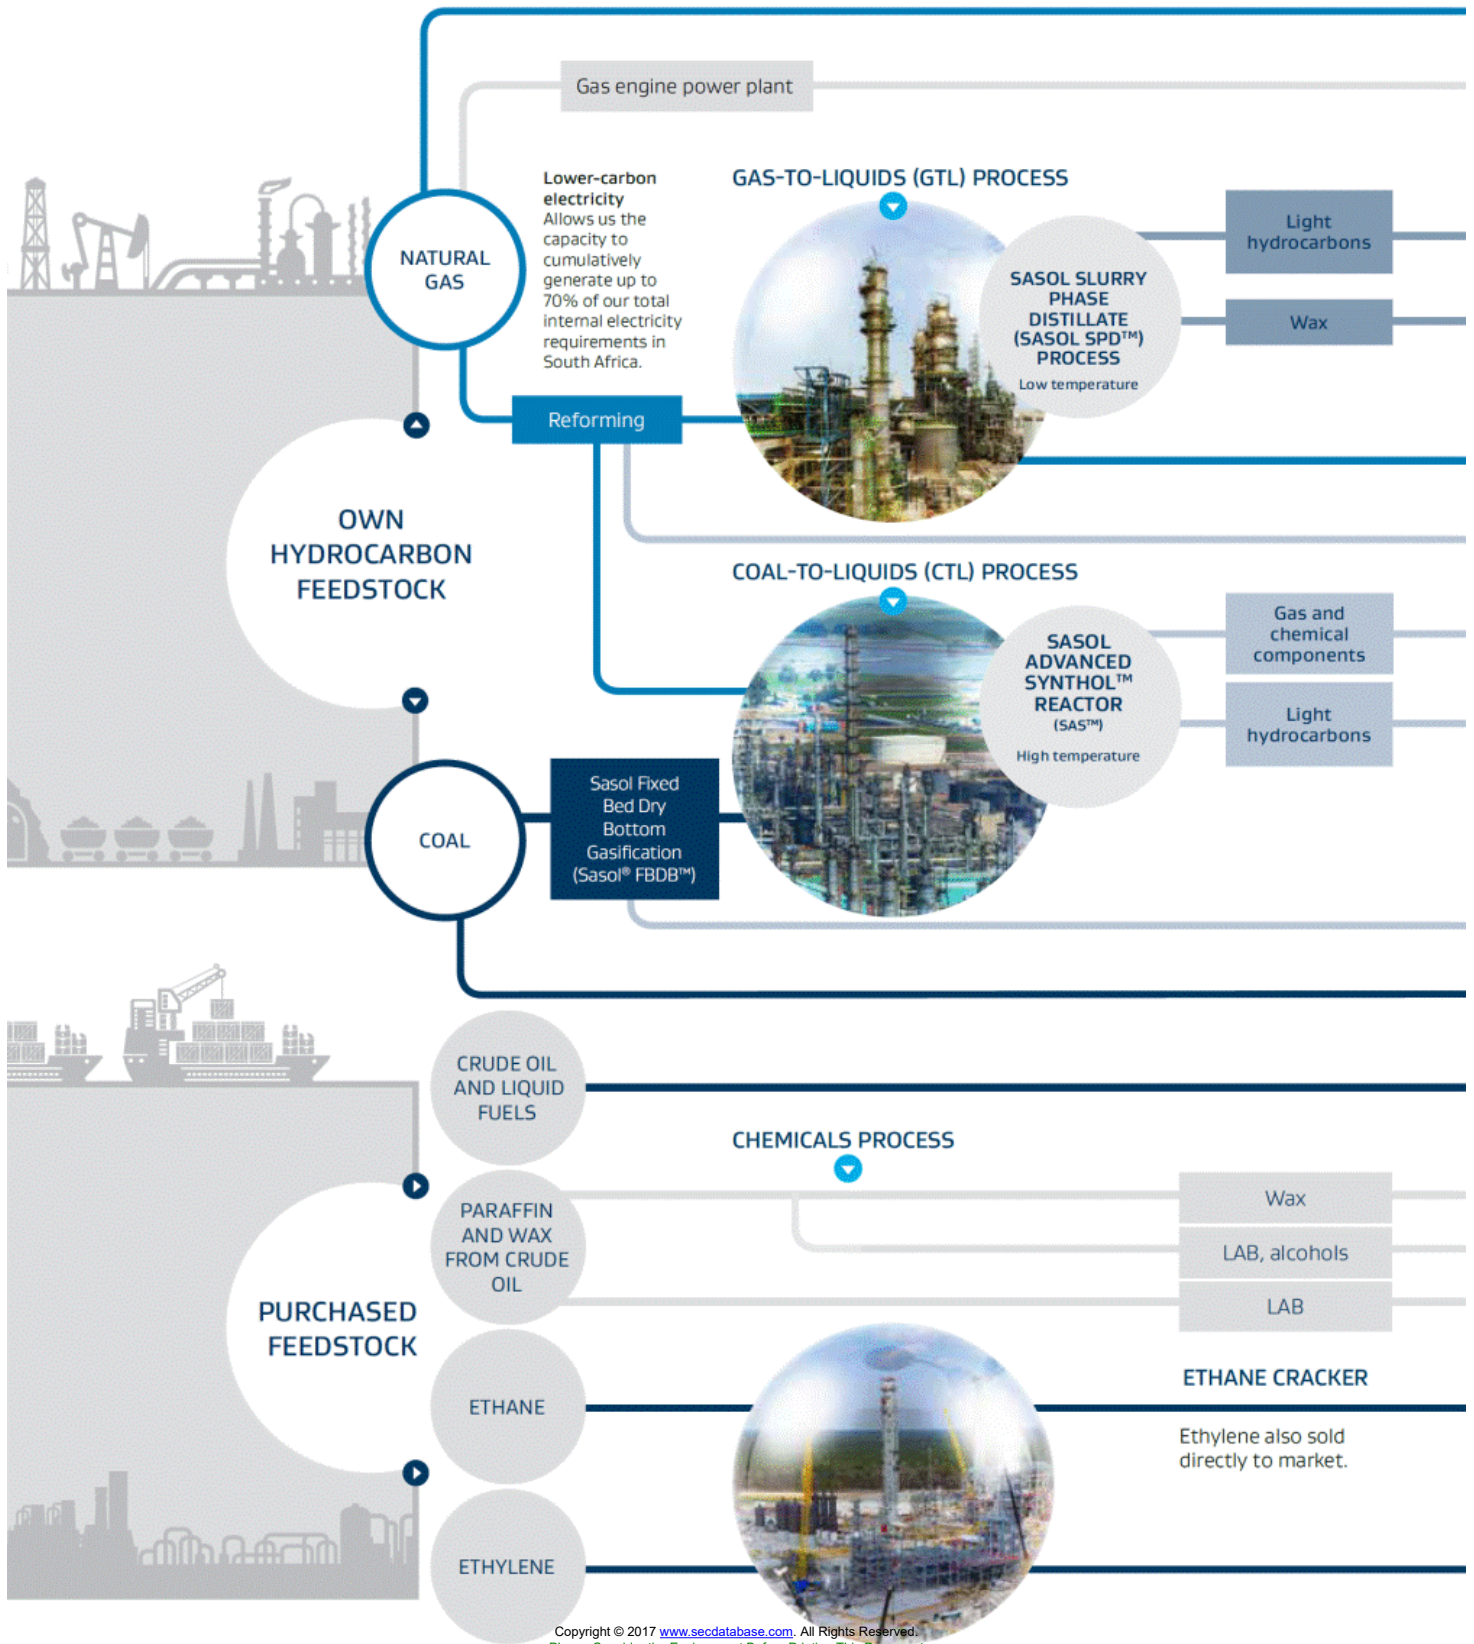 Gas engine power plant
Lower-carbon
electricity
Allows us the
capacity to
cumulatively
generate up to
70% of our total
internal electricity
requirements in
South Africa.
GAS-TO-LIQUIDS (GTL) PROCESS
NATURAL
GAS
SASOL SLURRY
PHASE
DISTILLATE
(SASOL SPD™)
PROCESS
Low temperature
Light
hydrocarbons
Wax
Reforming
OWN
HYDROCARBON
FEEDSTOCK
COAL-TO-LIQUIDS (CTL) PROCESS
SASOL
ADVANCED
SYNTHOL™
REACTOR
(SAS™)
High temperature
Gas and
chemical
components
Light
hydrocarbons
COAL
Sasol Fixed
Bed Dry
Bottom
Gasification
(Sasol® FBDB™)
CRUDE OIL
AND LIQUID
FUELS
CHEMICALS PROCESS
PARAFFIN
AND WAX
FROM CRUDE
OIL
Wax
LAB, alcohols
LAB
PURCHASED
FEEDSTOCK
ETHANE
ETHANE CRACKER
Ethylene also sold
directly to market.
ETHYLENE
Copyright © 2017 www.secdatabase.com. All Rights Reserved.